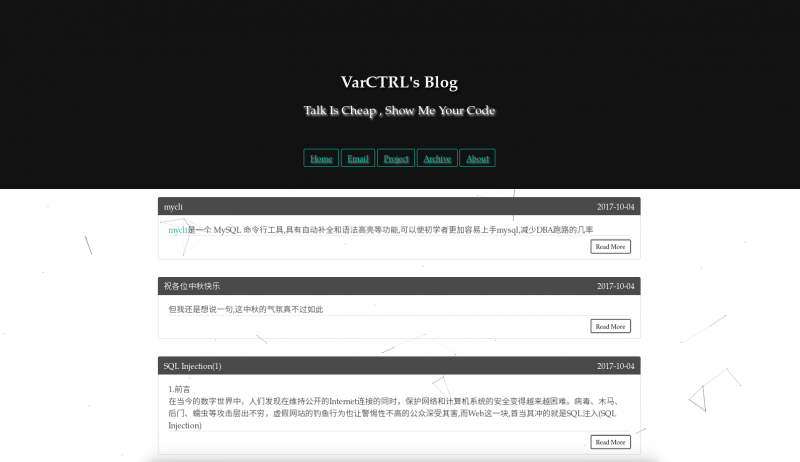 VarCTRL's Blog
Talk Is Cheap , Show Me Your Code
Home Email Project Archive About
mycli 2017-10-04
mycli是一个 MySQL 命令行工具,具有自动补全和语法高亮等功能,可以使初学者更加容易上手mysql,减少DBA跑路的几率
Read More
祝各位中秋快乐 2017-10-04
但我还是想说一句,这中秋的气氛真不过如此
Read More
SQL Injection(1) 2017-10-04
1.前言
在当今的数字世界中，人们发现在维持公开的Internet连接的同时，保护网络和计算机系统的安全变得越来越困难。病毒、木马、
后门、蠕虫等攻击层出不穷，虚假网站的钓鱼行为也让警惕性不高的公众深受其害,而Web这一块,首当其冲的就是SQL注入(SQL
Injection)
Read More